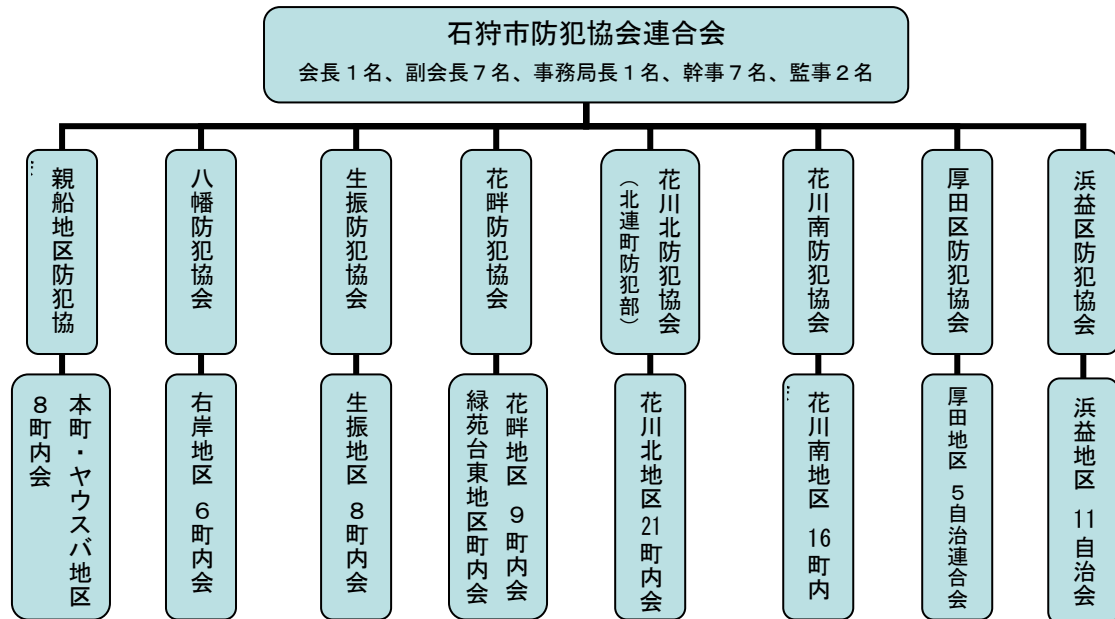 石狩市防犯協会連合会
会長１名、副会長７名、事務局長１名、幹事７名、監事２名
親船地区防犯協
八幡防犯協会
生振防犯協会
花畔防犯協会
花川北防犯協会
（北連町防犯部）
花川南防犯協会
厚田区防犯協会
浜益区防犯協会
本町・ヤウスバ地区
８町内会
右岸地区　６町内会
生振地区　８町内会
花畔地区　９町内会
緑苑台東地区町内会
花川北地区 21町内会
花川南地区　16町内
厚田地区　５自治連合会
浜益地区　11自治会